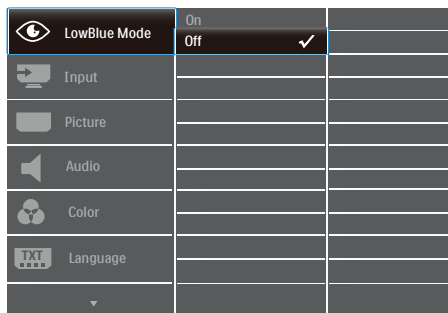 LowBlue Mode
On
Off
Input
Picture
Audio
Color
TXT
Language